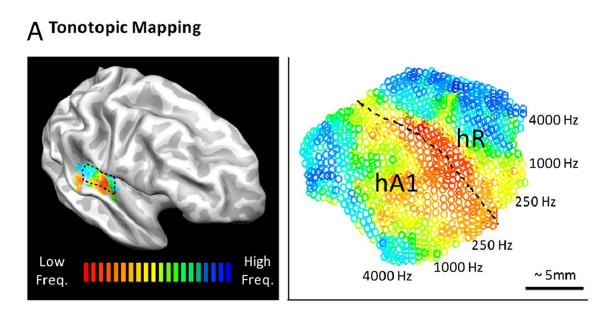 A Tonotopic Mapping
Low
Freq.
High
Freq.
hR
hA1
4000 Hz
1000 Hz
250 Hz
250 Hz
1000 Hz
4000 Hz
~ 5mm